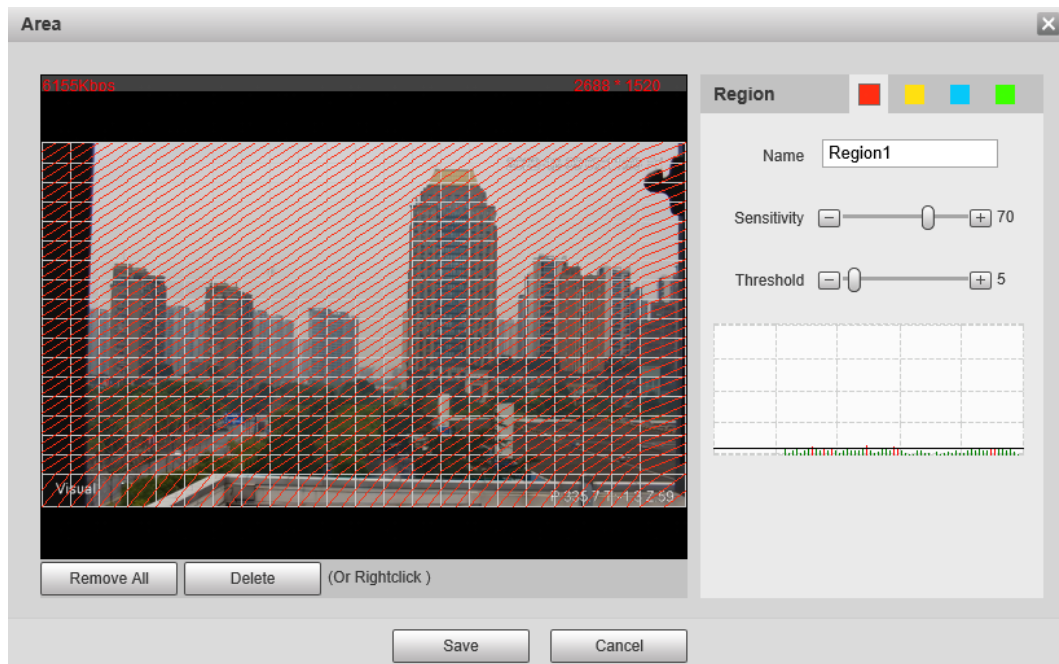 Area
6155Kbps 2688 * 1520
Region
Name Region1
Sensitivity 70
Threshold 5
Visual
Remove All Delete (Or Rightclick )
Save Cancel